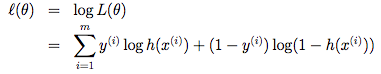 ℓ(θ) = log L(θ)
= ∑_{i=1}^{m} y^{(i)} log h(x^{(i)}) + (1 − y^{(i)}) log(1 − h(x^{(i)}))